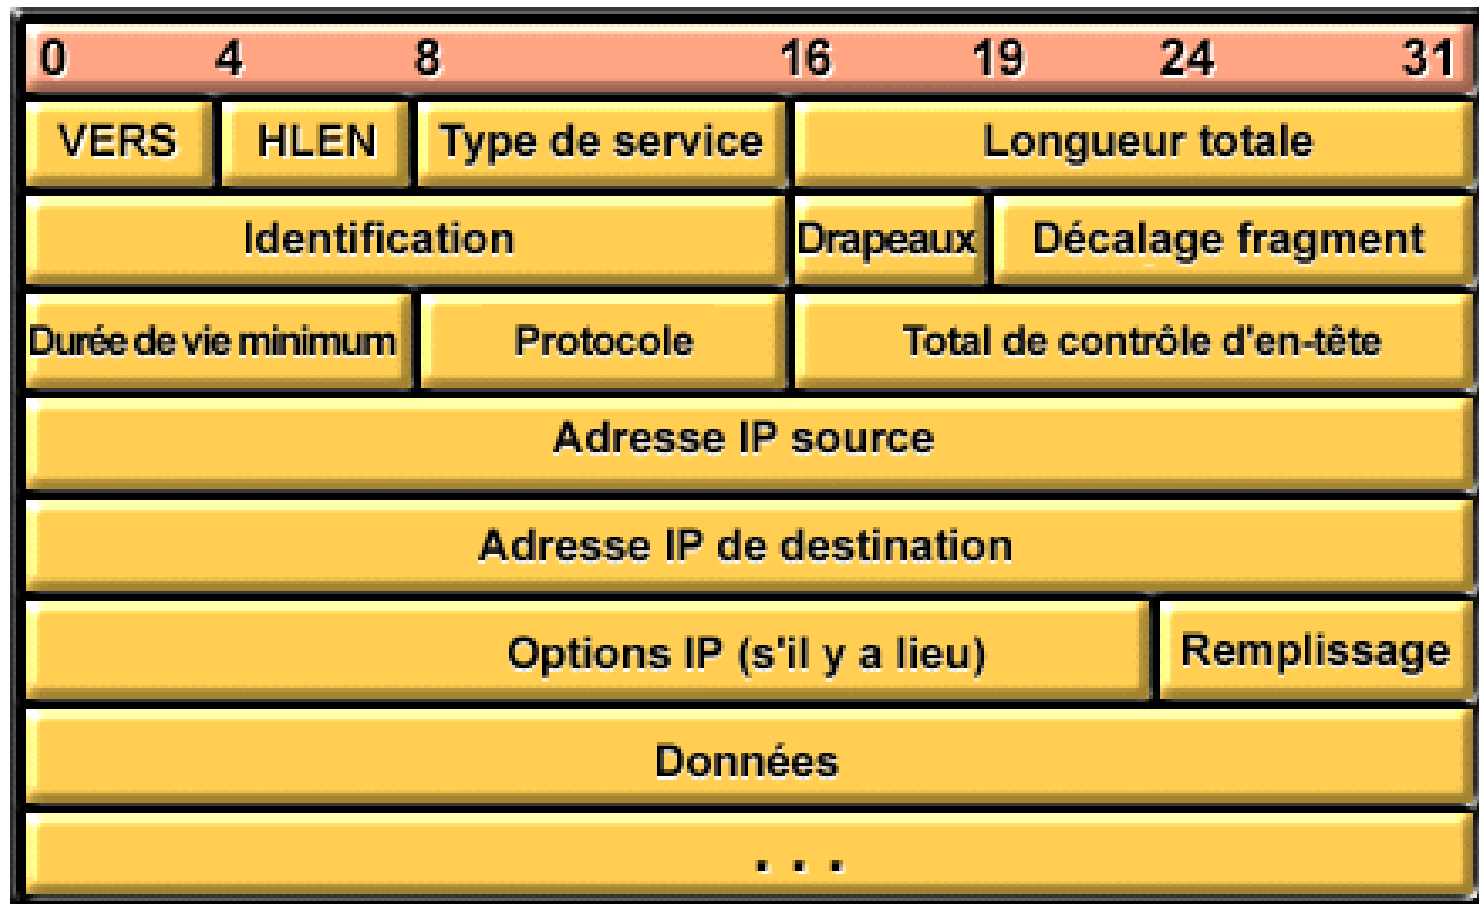 0 4 8 16 19 24 31
VERS HLEN Type de service Longueur totale
Identification Drapeaux Décalage fragment
Durée de vie minimum Protocole Total de contrôle d'en-tête
Adresse IP source
Adresse IP de destination
Options IP (s'il y a lieu) Remplissage
Données
. . .